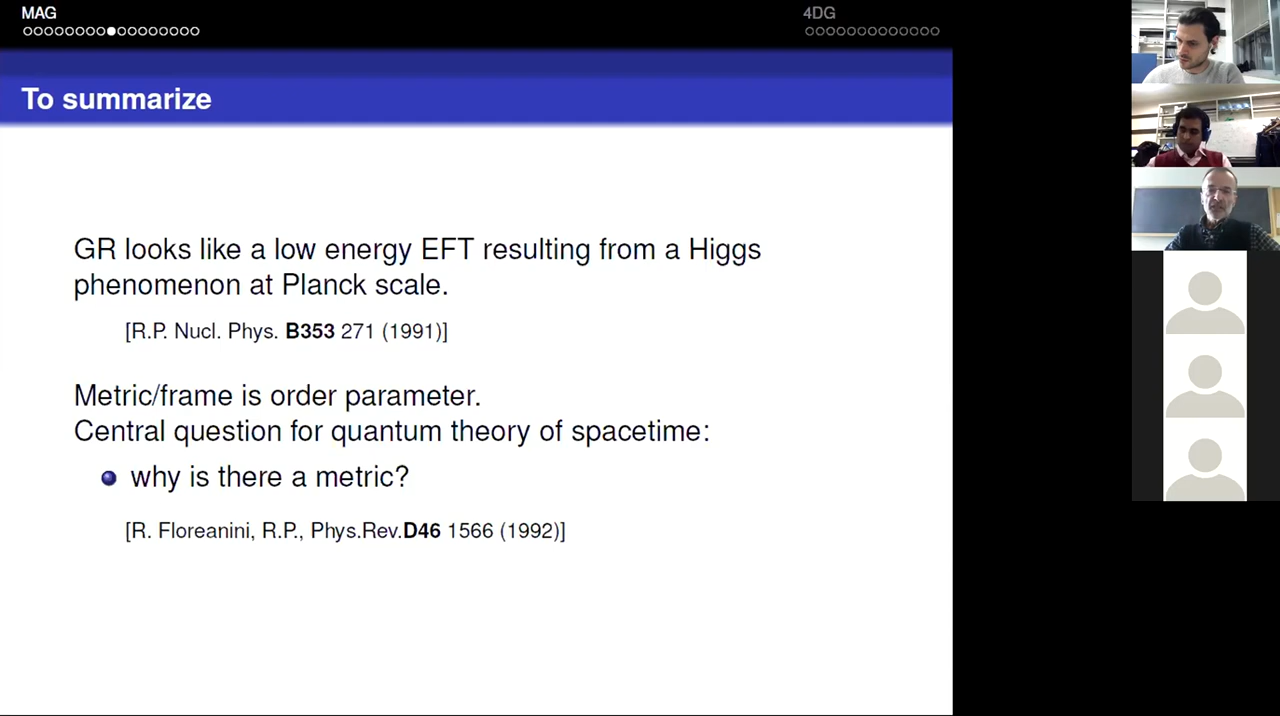 MAG
4DG
To summarize
GR looks like a low energy EFT resulting from a Higgs
phenomenon at Planck scale.
[R.P. Nucl. Phys. B353 271 (1991)]
Metric/frame is order parameter.
Central question for quantum theory of spacetime:
why is there a metric?
[R. Floreanini, R.P., Phys.Rev.D46 1566 (1992)]